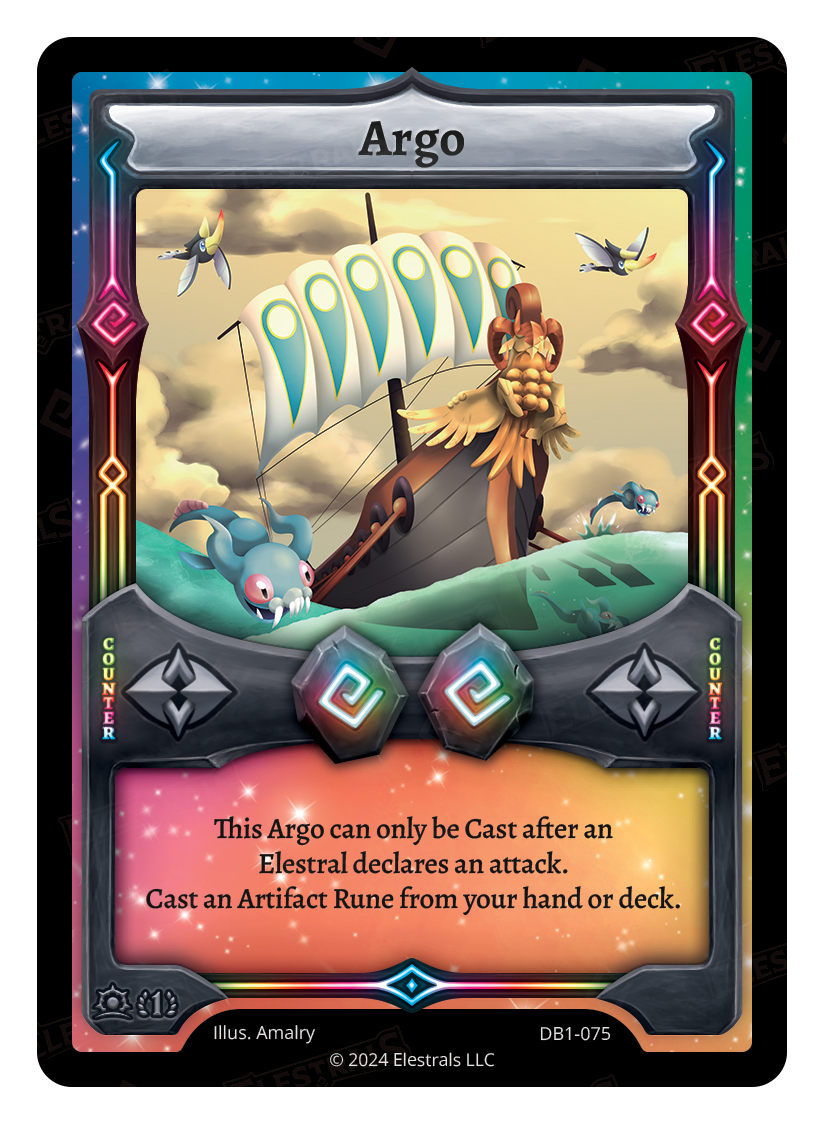 Argo
COUNTER
COUNTER
This Argo can only be Cast after an
Elestral declares an attack.
Cast an Artifact Rune from your hand or deck.
1
Illus. Amalry
DB1-075
© 2024 Elestrals LLC